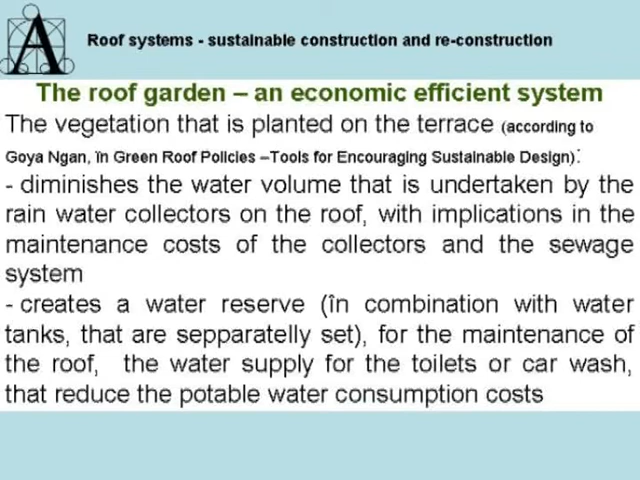 A
Roof systems - sustainable construction and re-construction
The roof garden – an economic efficient system
The vegetation that is planted on the terrace (according to
Goya Ngan, în Green Roof Policies –Tools for Encouraging Sustainable Design):
- diminishes the water volume that is undertaken by the
rain water collectors on the roof, with implications in the
maintenance costs of the collectors and the sewage
system
- creates a water reserve (în combination with water
tanks, that are sepparatelly set), for the maintenance of
the roof, the water supply for the toilets or car wash,
that reduce the potable water consumption costs